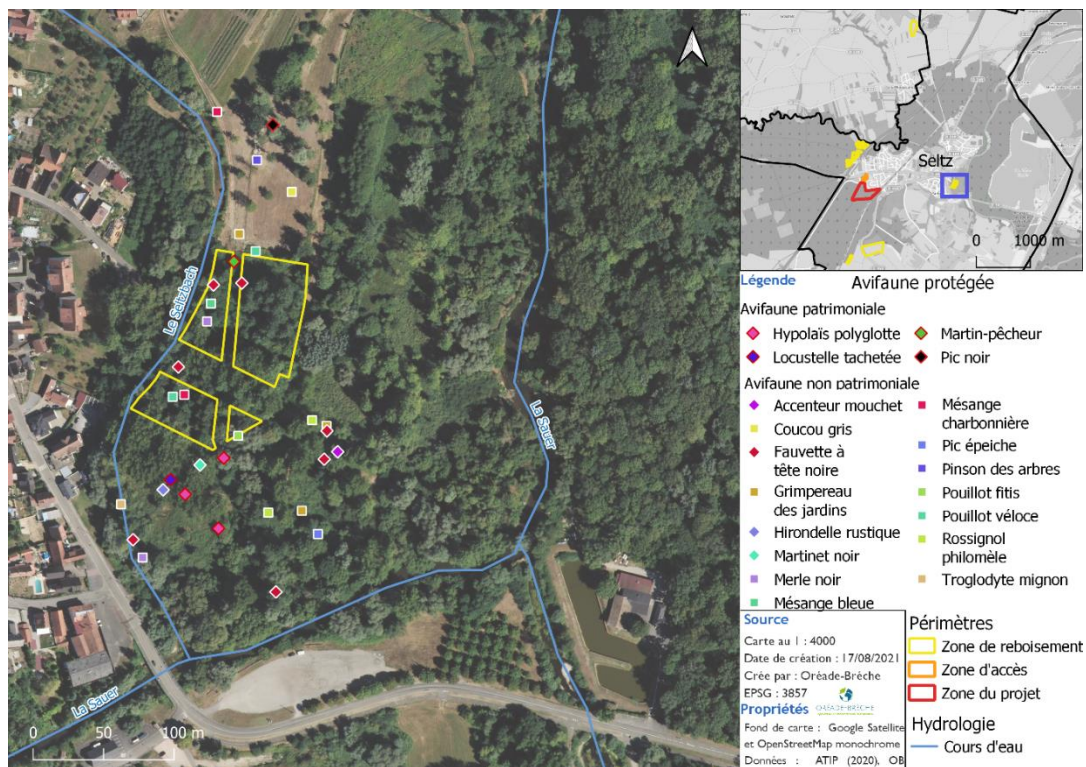 Le Seltzbach
La Sauer
La Sauer
0 50 100 m
Seltz
0 1000 m
Légende
Avifaune protégée
Avifaune patrimoniale
Hypolaïs polyglotte
Martin-pêcheur
Locustelle tachetée
Pic noir
Avifaune non patrimoniale
Accenteur mouchet
Coucou gris
Fauvette à
tête noire
Grimpereau
des jardins
Hirondelle rustique
Martinet noir
Merle noir
Mésange bleue
Mésange
charbonnière
Pic épeiche
Pinson des arbres
Pouillot fitis
Pouillot véloce
Rossignol
philomèle
Troglodyte mignon
Source
Carte au 1 : 4000
Date de création : 17/08/2021
Crée par : Oréade-Brèche
EPSG : 3857
Propriétés
OREADE-BRECHE
Fond de carte : Google Satellite
et OpenStreetMap monochrome
Données : ATIP (2020), OB
Périmètres
Zone de reboisement
Zone d'accès
Zone du projet
Hydrologie
Cours d'eau